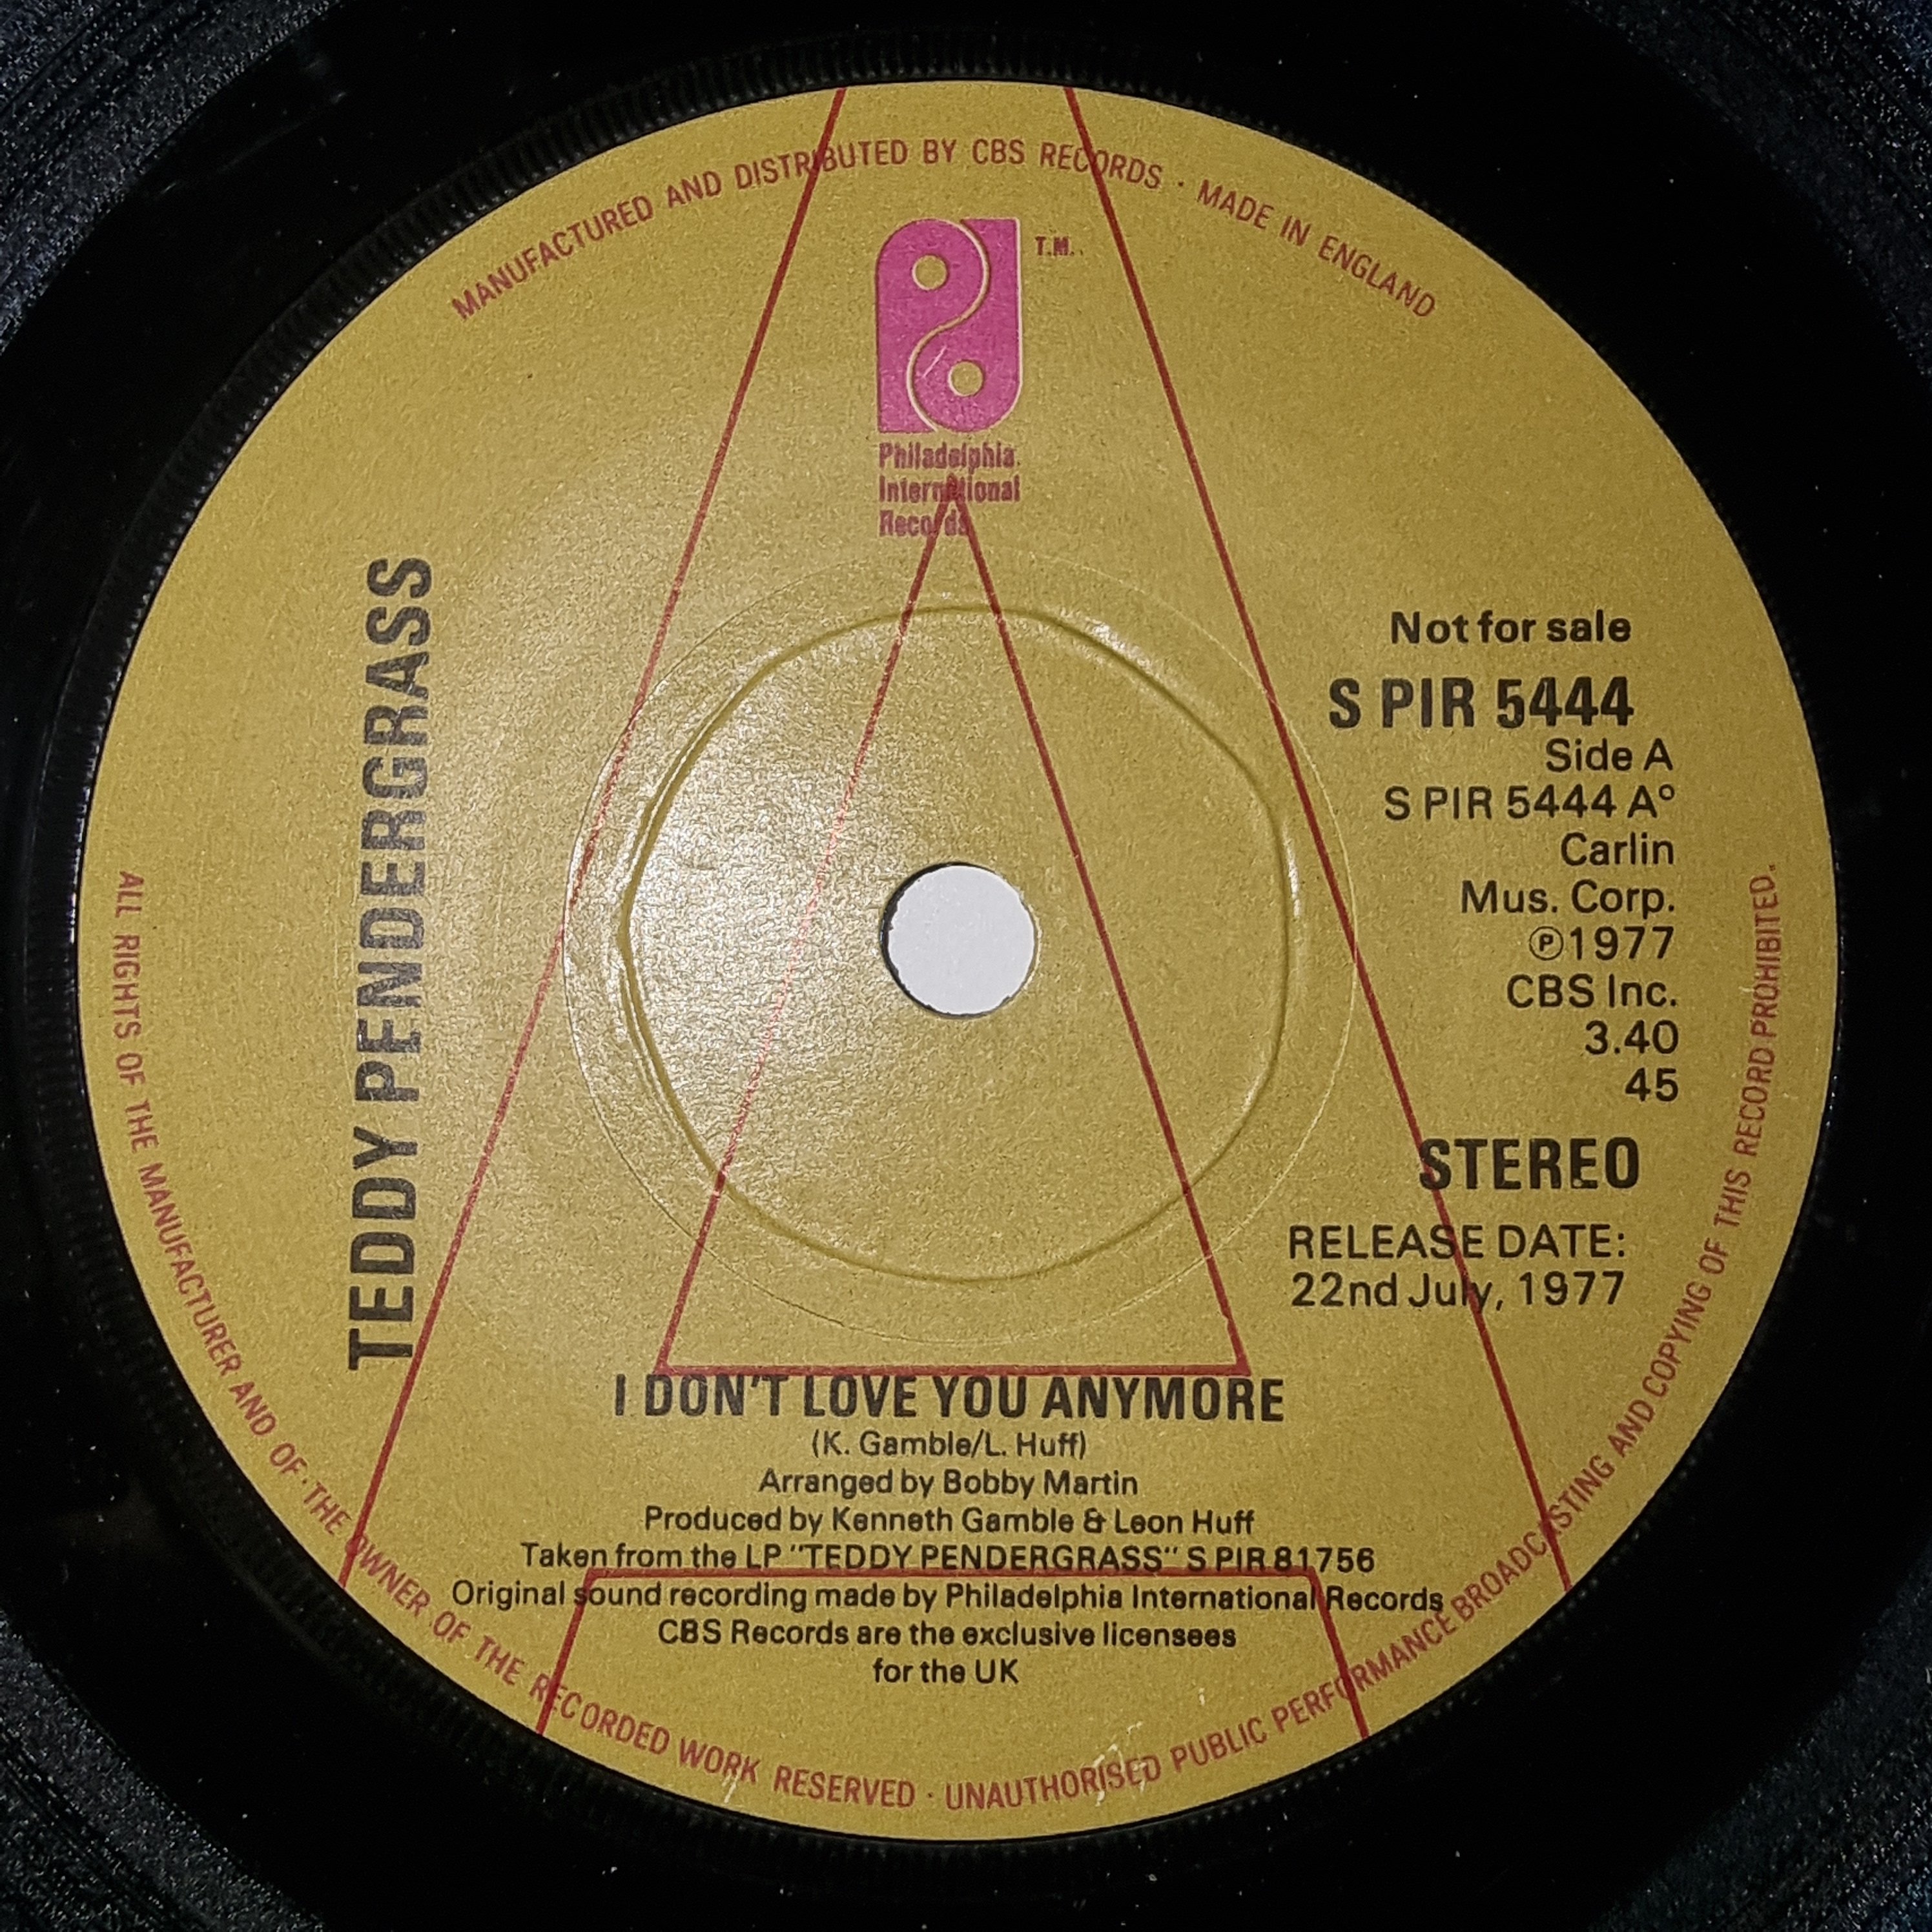 MANUFACTURED AND DISTRIBUTED BY CBS RECORDS · MADE IN ENGLAND
T.M.
Philadelphia
International
Records
TEDDY PENDERGRASS
Not for sale
S PIR 5444
Side A
S PIR 5444 A°
Carlin
Mus. Corp.
℗1977
CBS Inc.
3.40
45
STEREO
RELEASE DATE:
22nd July, 1977
I DON'T LOVE YOU ANYMORE
(K. Gamble/L. Huff)
Arranged by Bobby Martin
Produced by Kenneth Gamble & Leon Huff
Taken from the LP "TEDDY PENDERGRASS" S PIR 81756
Original sound recording made by Philadelphia International Records
CBS Records are the exclusive licensees
for the UK
ALL RIGHTS OF THE MANUFACTURER AND OF·THE OWNER OF THE RECORDED WORK RESERVED · UNAUTHORISED PUBLIC PERFORMANCE BROADCASTING AND COPYING OF THIS RECORD PROHIBITED.